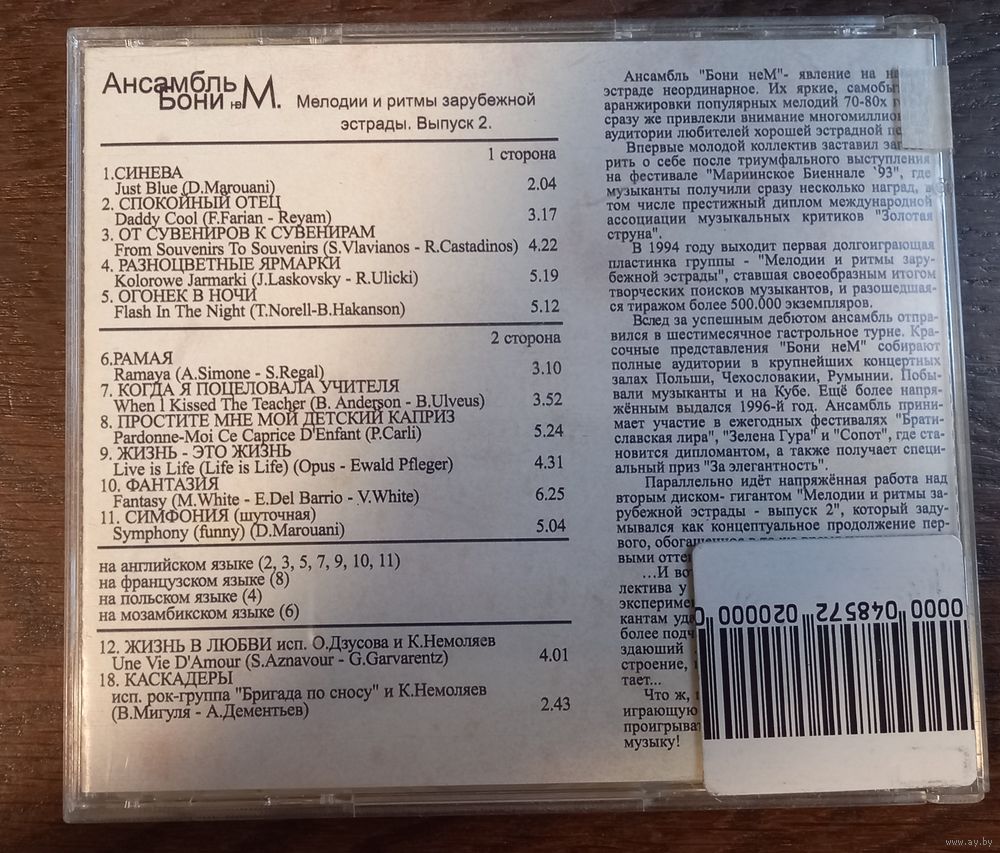 Ансамбль
Бони неМ.
Мелодии и ритмы зарубежной
эстрады. Выпуск 2.
1 сторона
1.СИНЕВА
Just Blue (D.Marouani) 2.04
2. СПОКОЙНЫЙ ОТЕЦ
Daddy Cool (F.Farian - Reyam) 3.17
3. ОТ СУВЕНИРОВ К СУВЕНИРАМ
From Souvenirs To Souvenirs (S.Vlavianos - R.Castadinos) 4.22
4. РАЗНОЦВЕТНЫЕ ЯРМАРКИ
Kolorowe Jarmarki (J.Laskovsky - R.Ulicki) 5.19
5. ОГОНЕК В НОЧИ
Flash In The Night (T.Norell-B.Hakanson) 5.12
2 сторона
6.РАМАЯ
Ramaya (A.Simone - S.Regal) 3.10
7. КОГДА Я ПОЦЕЛОВАЛА УЧИТЕЛЯ
When I Kissed The Teacher (B. Anderson - B.Ulveus) 3.52
8. ПРОСТИТЕ МНЕ МОЙ ДЕТСКИЙ КАПРИЗ
Pardonne-Moi Ce Caprice D'Enfant (P.Carli) 5.24
9. ЖИЗНЬ - ЭТО ЖИЗНЬ
Live is Life (Life is Life) (Opus - Ewald Pfleger) 4.31
10. ФАНТАЗИЯ
Fantasy (M.White - E.Del Barrio - V.White) 6.25
11. СИМФОНИЯ (шуточная)
Symphony (funny) (D.Marouani) 5.04
на английском языке (2, 3, 5, 7, 9, 10, 11)
на французском языке (8)
на польском языке (4)
на мозамбикском языке (6)
12. ЖИЗНЬ В ЛЮБВИ исп. О.Дзусова и К.Немоляев
Une Vie D'Amour (S.Aznavour - G.Garvarentz) 4.01
18. КАСКАДЕРЫ
исп. рок-группа "Бригада по сносу" и К.Немоляев
(В.Мигуля - А.Дементьев) 2.43
Ансамбль "Бони неМ"- явление на
эстраде неординарное. Их яркие,
аранжировки популярных мелодий 70-80х
сразу же привлекли внимание
аудитории любителей хорошей эстрадной
Впервые молодой коллектив заставил
рить о себе после триумфального выступления
на фестивале "Мариинское Биеннале '93", где
музыканты получили сразу несколько наград, в
том числе престижный диплом международной
ассоциации музыкальных критиков "Золотая
струна".
В 1994 году выходит первая долгоиграющая
пластинка группы - "Мелодии и ритмы зару-
бежной эстрады", ставшая своеобразным итогом
творческих поисков музыкантов, и разошедшая-
ся тиражом более 500.000 экземпляров.
Вслед за успешным дебютом ансамбль отпра-
вился в шестимесячное гастрольное турне. Кра-
сочные представления "Бони неМ" собирают
полные аудитории в крупнейших концертных
залах Польши, Чехословакии, Румынии. Побы-
вали музыканты и на Кубе. Ещё более напря-
жённым выдался 1996-й год. Ансамбль прини-
мает участие в ежегодных фестивалях "Брати-
славская лира", "Зелена Гура" и "Сопот", где ста-
новится дипломантом, а также получает специ-
альный приз "За элегантность".
Параллельно идёт напряжённая работа над
вторым диском- гигантом "Мелодии и ритмы за-
рубежной эстрады - выпуск 2", который заду-
мывался как концептуальное продолжение пер-
вого,
выми
...И
лектива у
кантам
более
здающий
строение,
тает...
Что ж,
играющую
музыку!
0000 048572 020000
www.ay.by